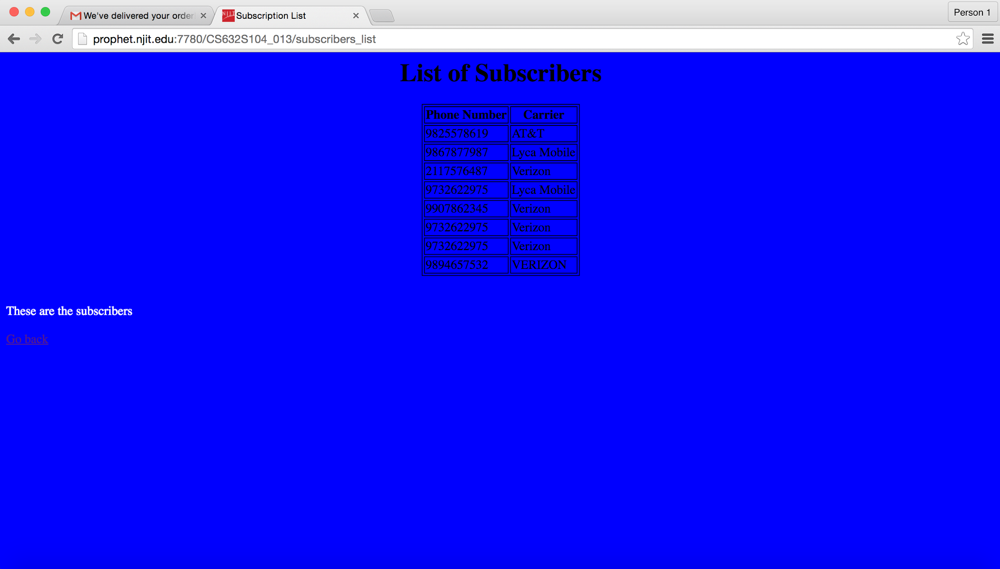 We've delivered your order
Subscription List
Person 1
prophet.njit.edu:7780/CS632S104_013/subscribers_list
List of Subscribers
Phone Number Carrier
9825578619 AT&T
9867877987 Lyca Mobile
2117576487 Verizon
9732622975 Lyca Mobile
9907862345 Verizon
9732622975 Verizon
9732622975 Verizon
9894657532 VERIZON
These are the subscribers
Go back